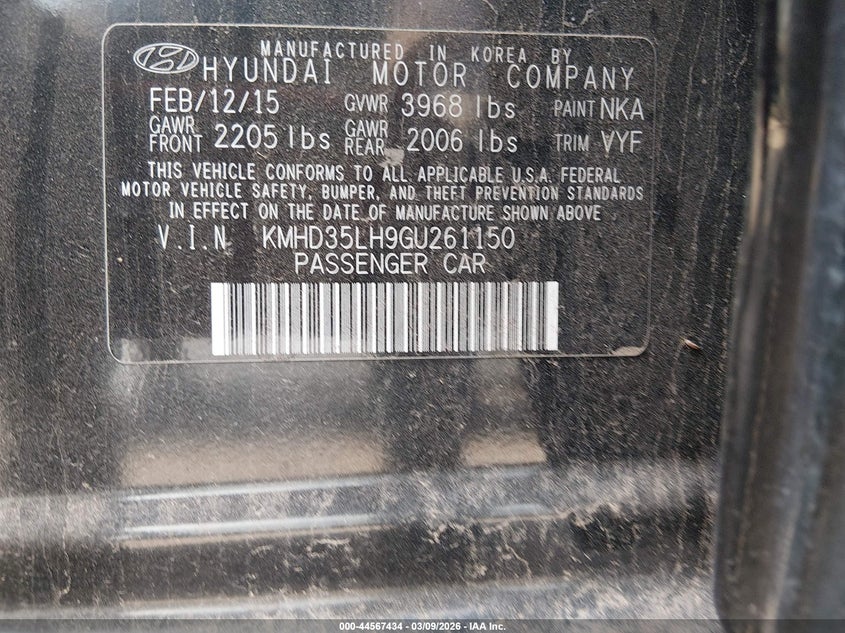 MANUFACTURED IN KOREA BY
HYUNDAI MOTOR COMPANY
FEB/12/15 GVWR 3968 lbs PAINT NKA
GAWR FRONT 2205 lbs GAWR REAR 2006 lbs TRIM VYF
THIS VEHICLE CONFORMS TO ALL APPLICABLE U.S.A. FEDERAL
MOTOR VEHICLE SAFETY, BUMPER, AND THEFT PREVENTION STANDARDS
IN EFFECT ON THE DATE OF MANUFACTURE SHOWN ABOVE
V.I.N KMHD35LH9GU261150
PASSENGER CAR
000-44567434 - 03/09/2026 - IAA Inc.